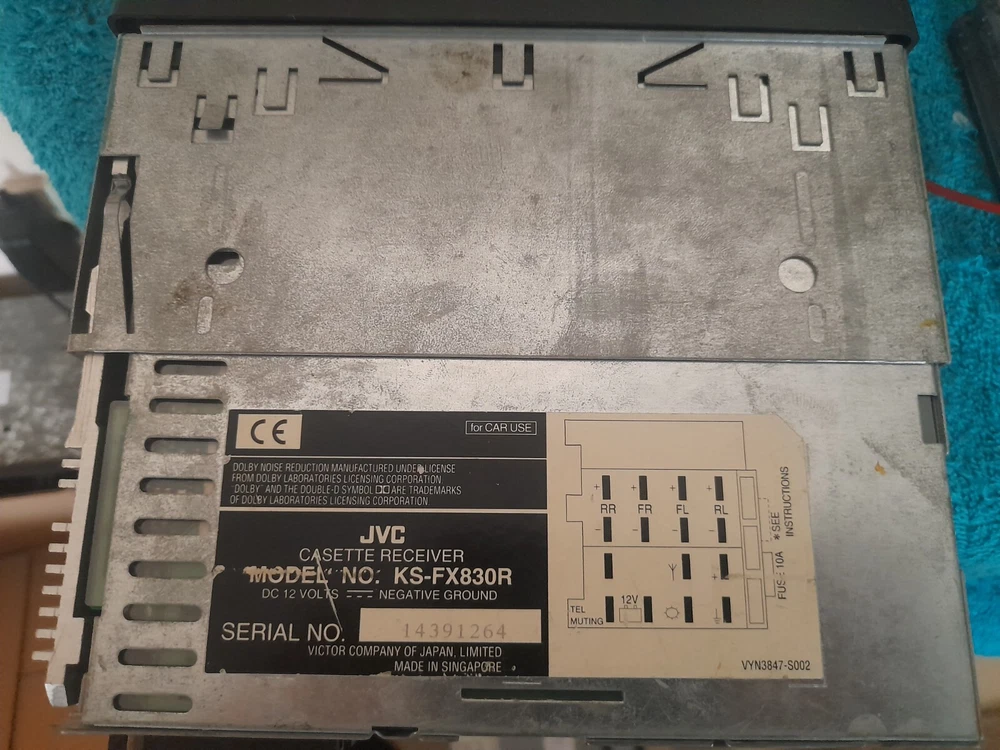 CE
for CAR USE
DOLBY NOISE REDUCTION MANUFACTURED UNDER LICENSE
FROM DOLBY LABORATORIES LICENSING CORPORATION
"DOLBY" AND THE DOUBLE-D SYMBOL ARE TRADEMARKS
OF DOLBY LABORATORIES LICENSING CORPORATION
JVC
CASETTE RECEIVER
MODEL NO. KS-FX830R
DC 12 VOLTS NEGATIVE GROUND
SERIAL NO. 14391264
VICTOR COMPANY OF JAPAN, LIMITED
MADE IN SINGAPORE
+ + + +
RR FR FL RL
- - - -
TEL
MUTING
12V
*SEE
INSTRUCTIONS
FUSE 10A
VYN3847-S002